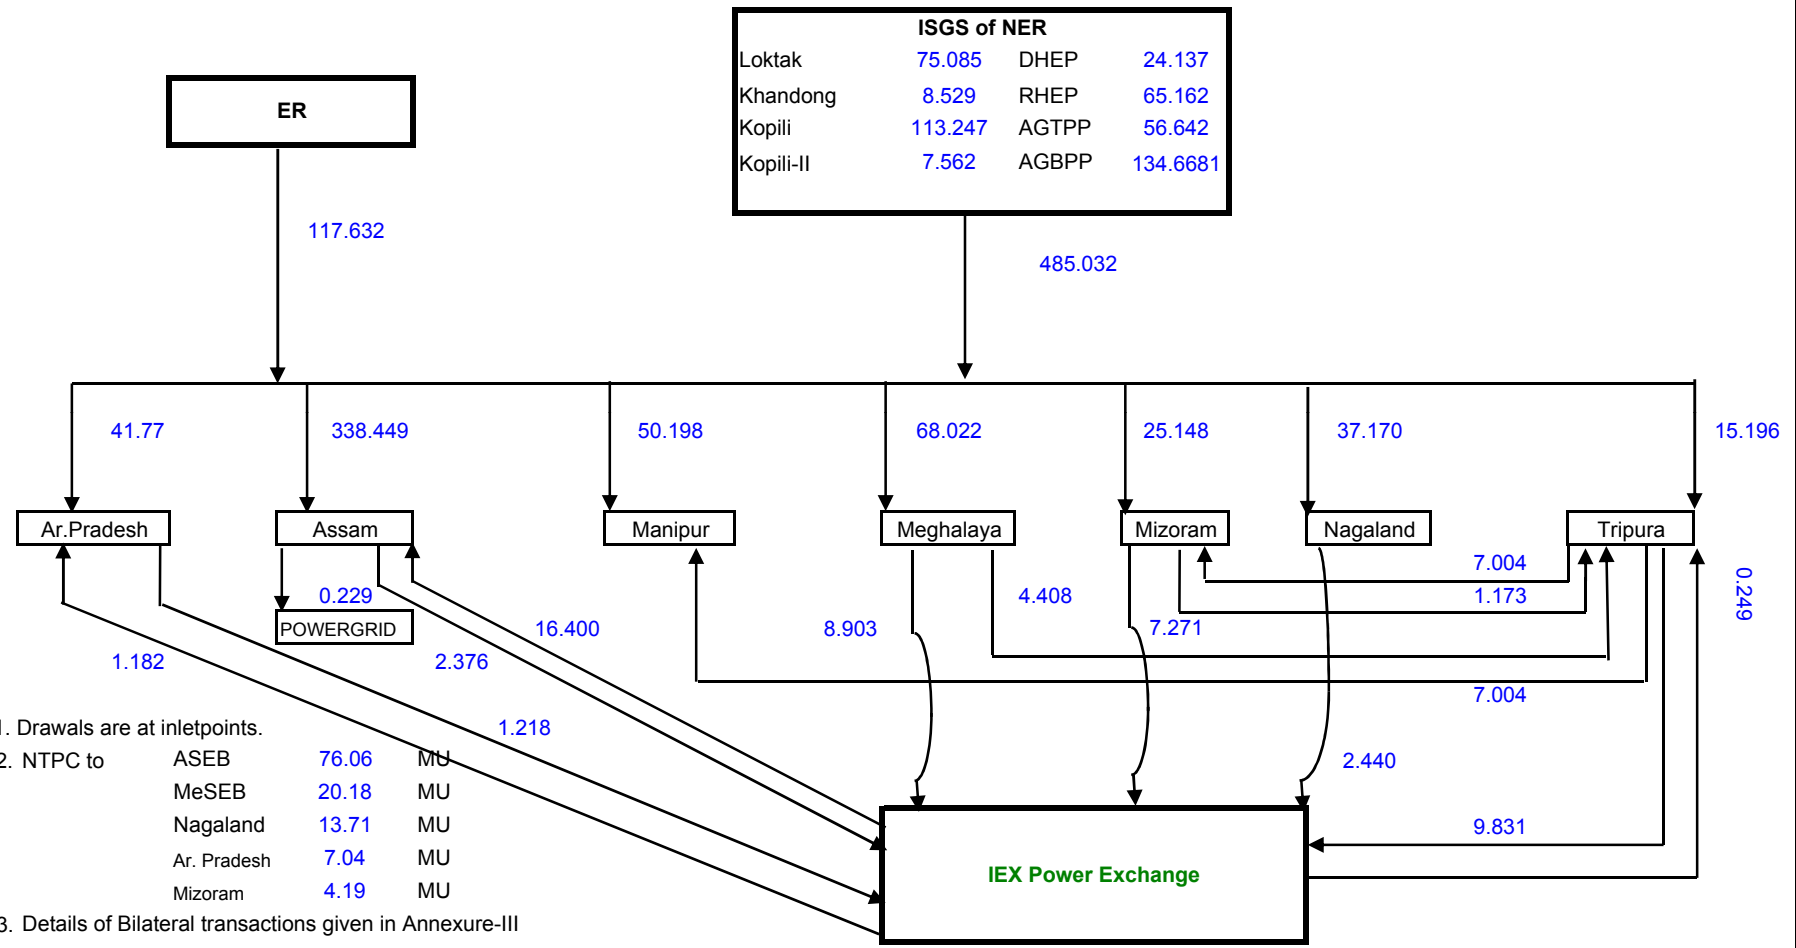 ISGS of NER
Loktak 75.085 DHEP 24.137
Khandong 8.529 RHEP 65.162
Kopili 113.247 AGTPP 56.642
Kopili-II 7.562 AGBPP 134.6681
ER
117.632
485.032
41.77 338.449 50.198 68.022 25.148 37.170 15.196
Ar.Pradesh Assam Manipur Meghalaya Mizoram Nagaland Tripura
7.004
0.249
0.229 4.408 1.173
POWERGRID 16.400 8.903 7.271
1.182 2.376
7.004
1. Drawals are at inletpoints. 1.218
2. NTPC to ASEB 76.06 MU 2.440
MeSEB 20.18 MU
Nagaland 13.71 MU 9.831
Ar. Pradesh 7.04 MU
Mizoram 4.19 MU
IEX Power Exchange
3. Details of Bilateral transactions given in Annexure-III